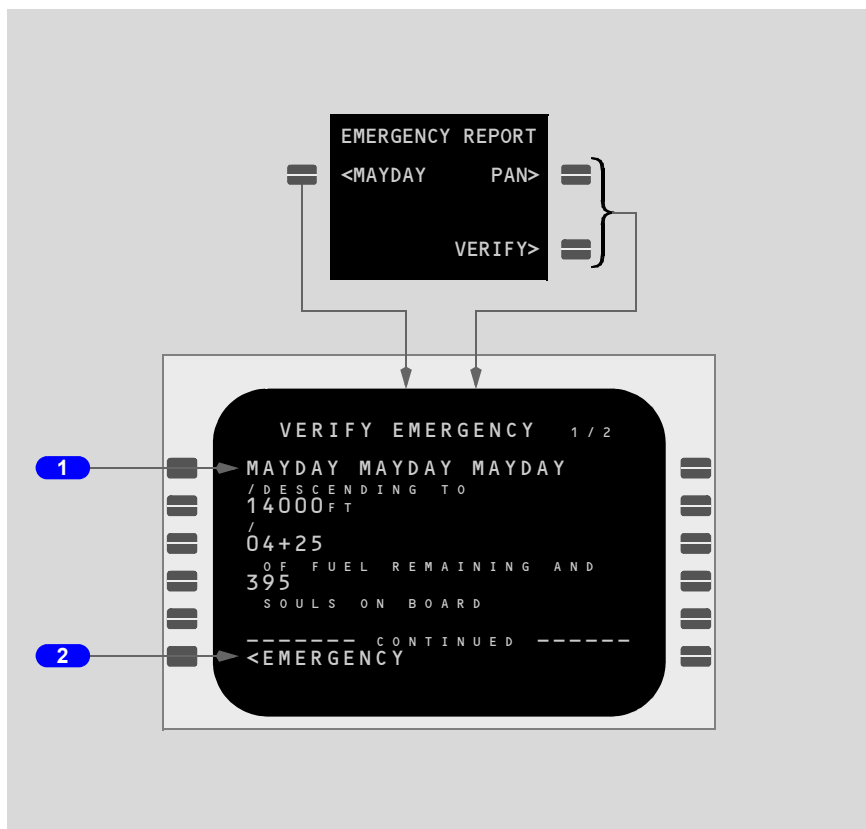 EMERGENCY REPORT
<MAYDAY PAN>
VERIFY>
VERIFY EMERGENCY 1/2
1
MAYDAY MAYDAY MAYDAY
/DESCENDING TO
14000FT
/
04+25
OF FUEL REMAINING AND
395
SOULS ON BOARD
------- CONTINUED ------
2
<EMERGENCY